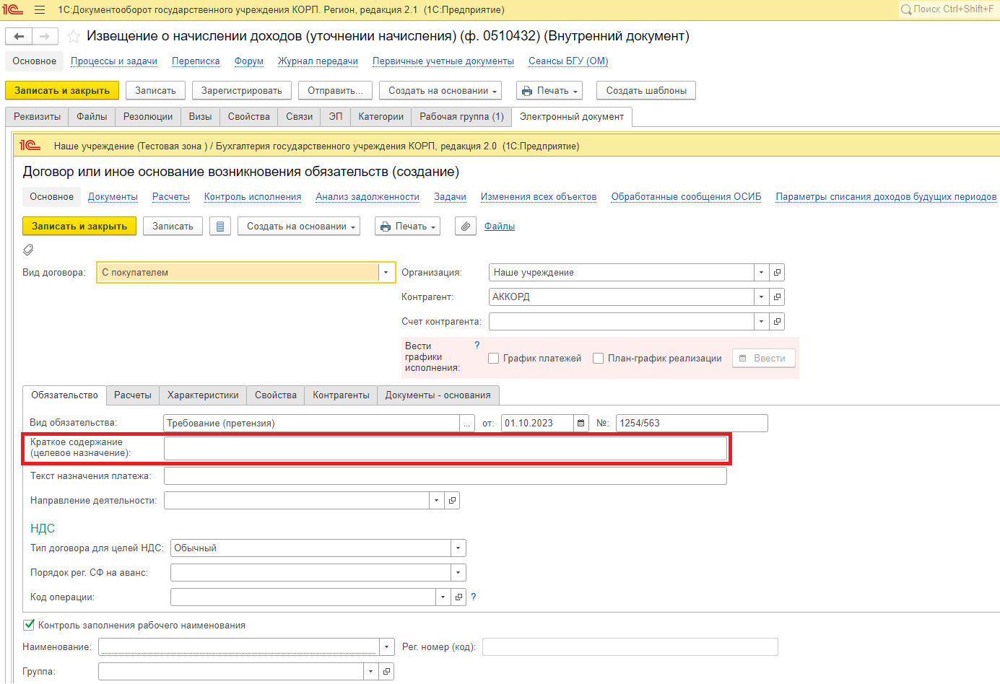 1С:Документооборот государственного учреждения КОРП. Регион, редакция 2.1 (1С:Предприятие)
Поиск Ctrl+Shift+F
Извещение о начислении доходов (уточнении начисления) (ф. 0510432) (Внутренний документ)
Основное Процессы и задачи Переписка Форум Журнал передачи Первичные учетные документы Сеансы БГУ (ОМ)
Записать и закрыть Записать Зарегистрировать Отправить... Создать на основании Печать Создать шаблоны
Реквизиты Файлы Резолюции Визы Свойства Связи ЭП Категории Рабочая группа (1) Электронный документ
1С Наше учреждение (Тестовая зона ) / Бухгалтерия государственного учреждения КОРП, редакция 2.0 (1С:Предприятие)
Договор или иное основание возникновения обязательств (создание)
Основное Документы Расчеты Контроль исполнения Анализ задолженности Задачи Изменения всех объектов Обработанные сообщения ОСИБ Параметры списания доходов будущих периодов
Записать и закрыть Записать Создать на основании Печать Файлы
Вид договора: С покупателем Организация: Наше учреждение
Контрагент: АККОРД
Счет контрагента:
Вести графики исполнения: ? График платежей План-график реализации Ввести
Обязательство Расчеты Характеристики Свойства Контрагенты Документы - основания
Вид обязательства: Требование (претензия) ... от: 01.10.2023 №: 1254/563
Краткое содержание
(целевое назначение):
Текст назначения платежа:
Направление деятельности:
НДС
Тип договора для целей НДС: Обычный
Порядок рег. СФ на аванс:
Код операции: ?
Контроль заполнения рабочего наименования
Наименование: Рег. номер (код):
Группа: